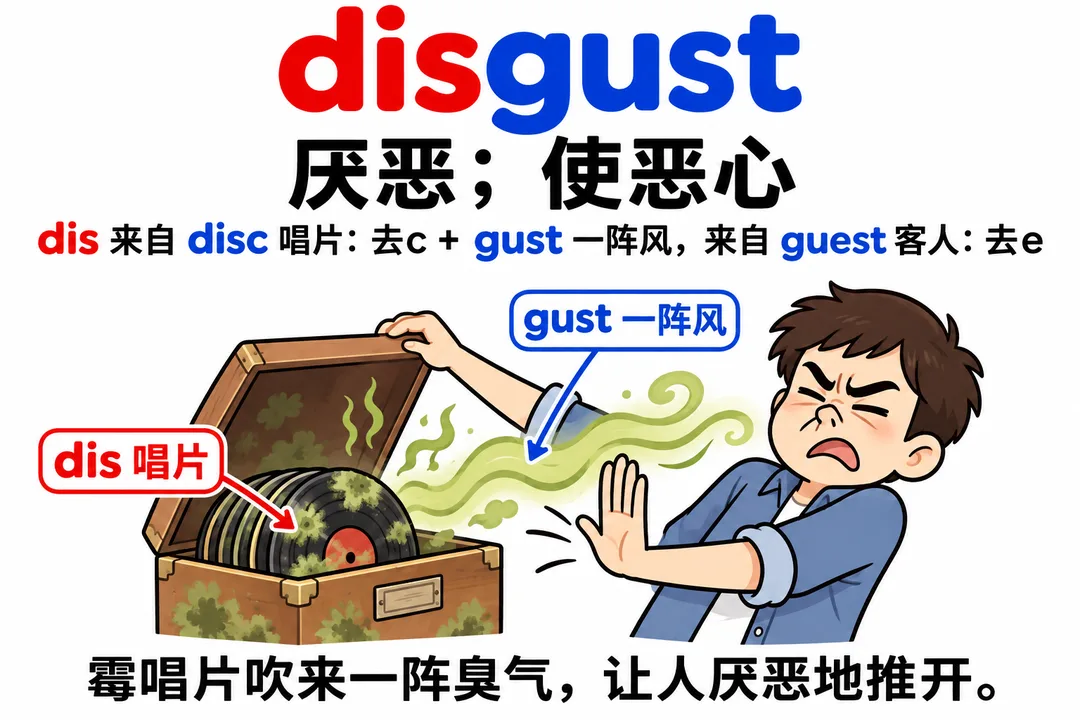 disgust
厌恶；使恶心
dis 来自 disc 唱片：去c + gust 一阵风，来自 guest 客人：去e
gust 一阵风
dis 唱片
霉唱片吹来一阵臭气，让人厌恶地推开。